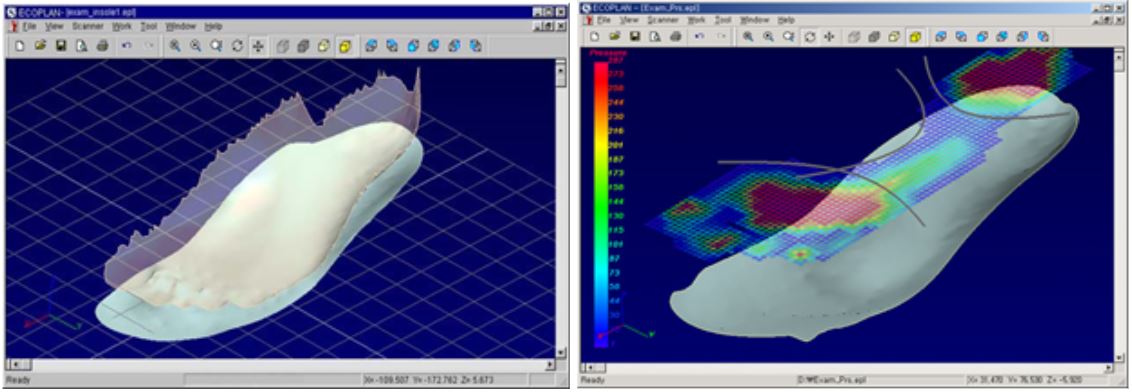 ECOPLAN-[exam_insole1.epl]
File View Scanner Work Tool Window Help
Ready
X= -109.507 Y= -172.762 Z= 5.673
ECOPLAN - [Exam_Prs.epl]
File View Scanner Work Tool Window Help
Pressure
287
273
258
244
230
216
201
187
173
158
144
130
115
101
87
73
58
44
30
Ready
D:\Exam_Prs.epl
X= 31.470 Y= 76.530 Z= -5.920